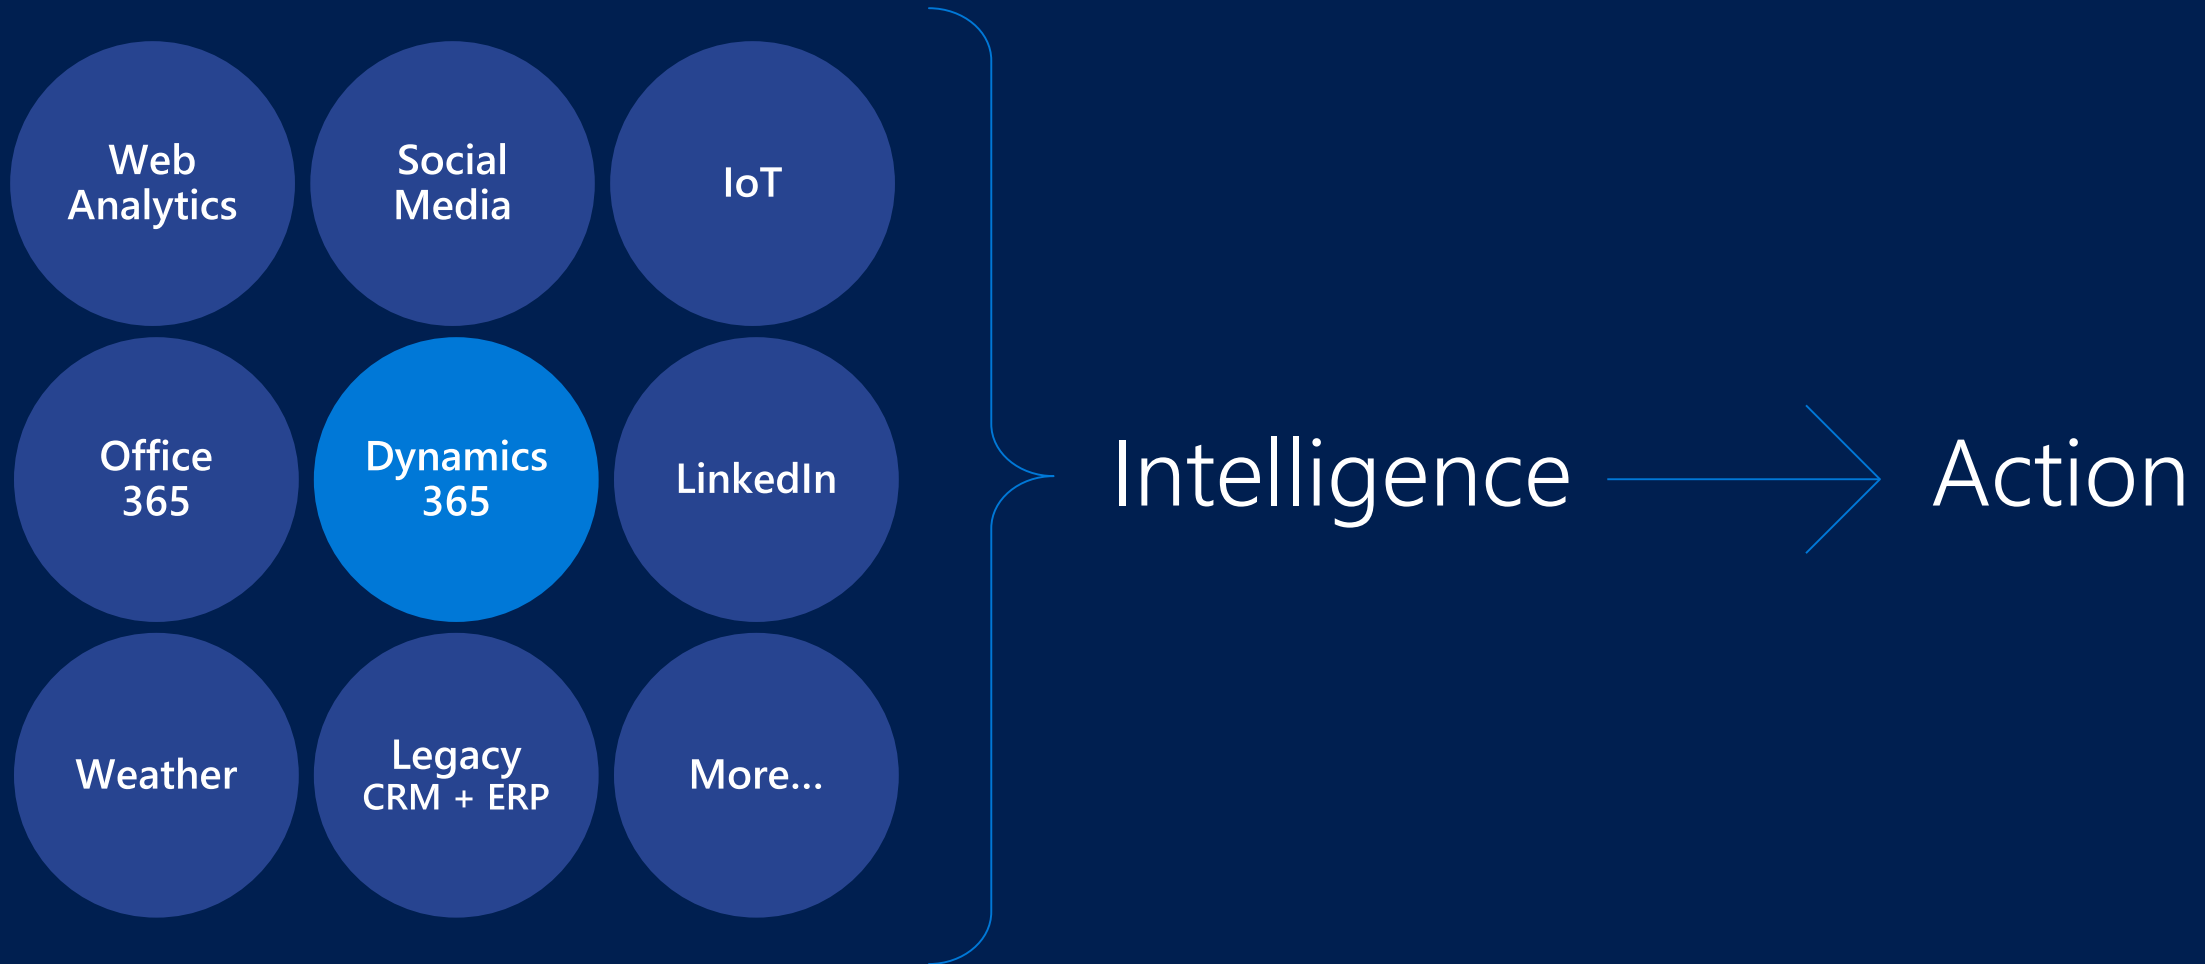 Web
Analytics
Social
Media
IoT
Office
365
Dynamics
365
LinkedIn
Weather
Legacy
CRM + ERP
More...
Intelligence
Action